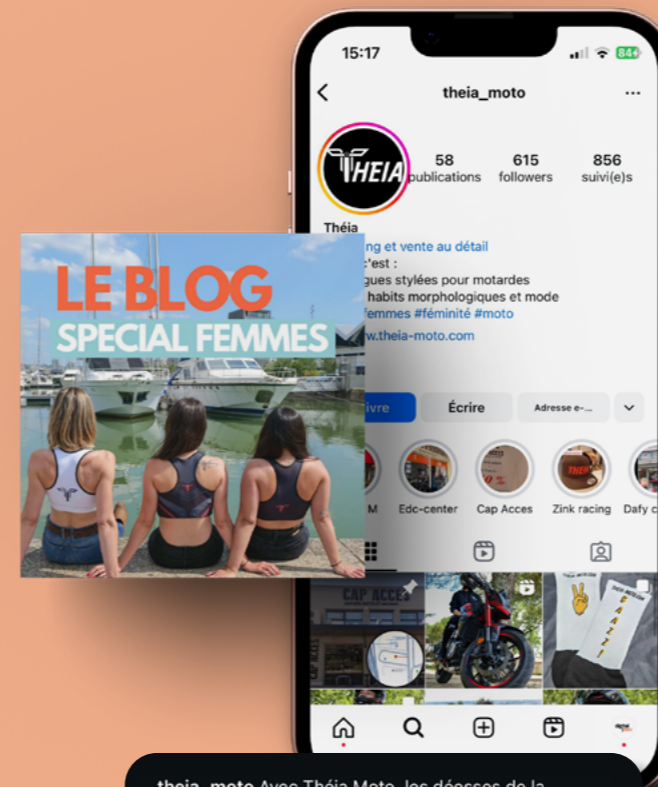 15:17
84
theia_moto
THEIA
58 615 856
publications followers suivi(e)s
Théia
ng et vente au détail
c'est :
gues stylées pour motardes
habits morphologiques et mode
femmes #féminité #moto
w.theia-moto.com
LE BLOG
SPECIAL FEMMES
ivre Écrire Adresse e-...
M Edc-center Cap Acces Zink racing Dafy c
CAP ACCES
GAAZZ!
theia_moto Avec Théia Moto, les déesses de la